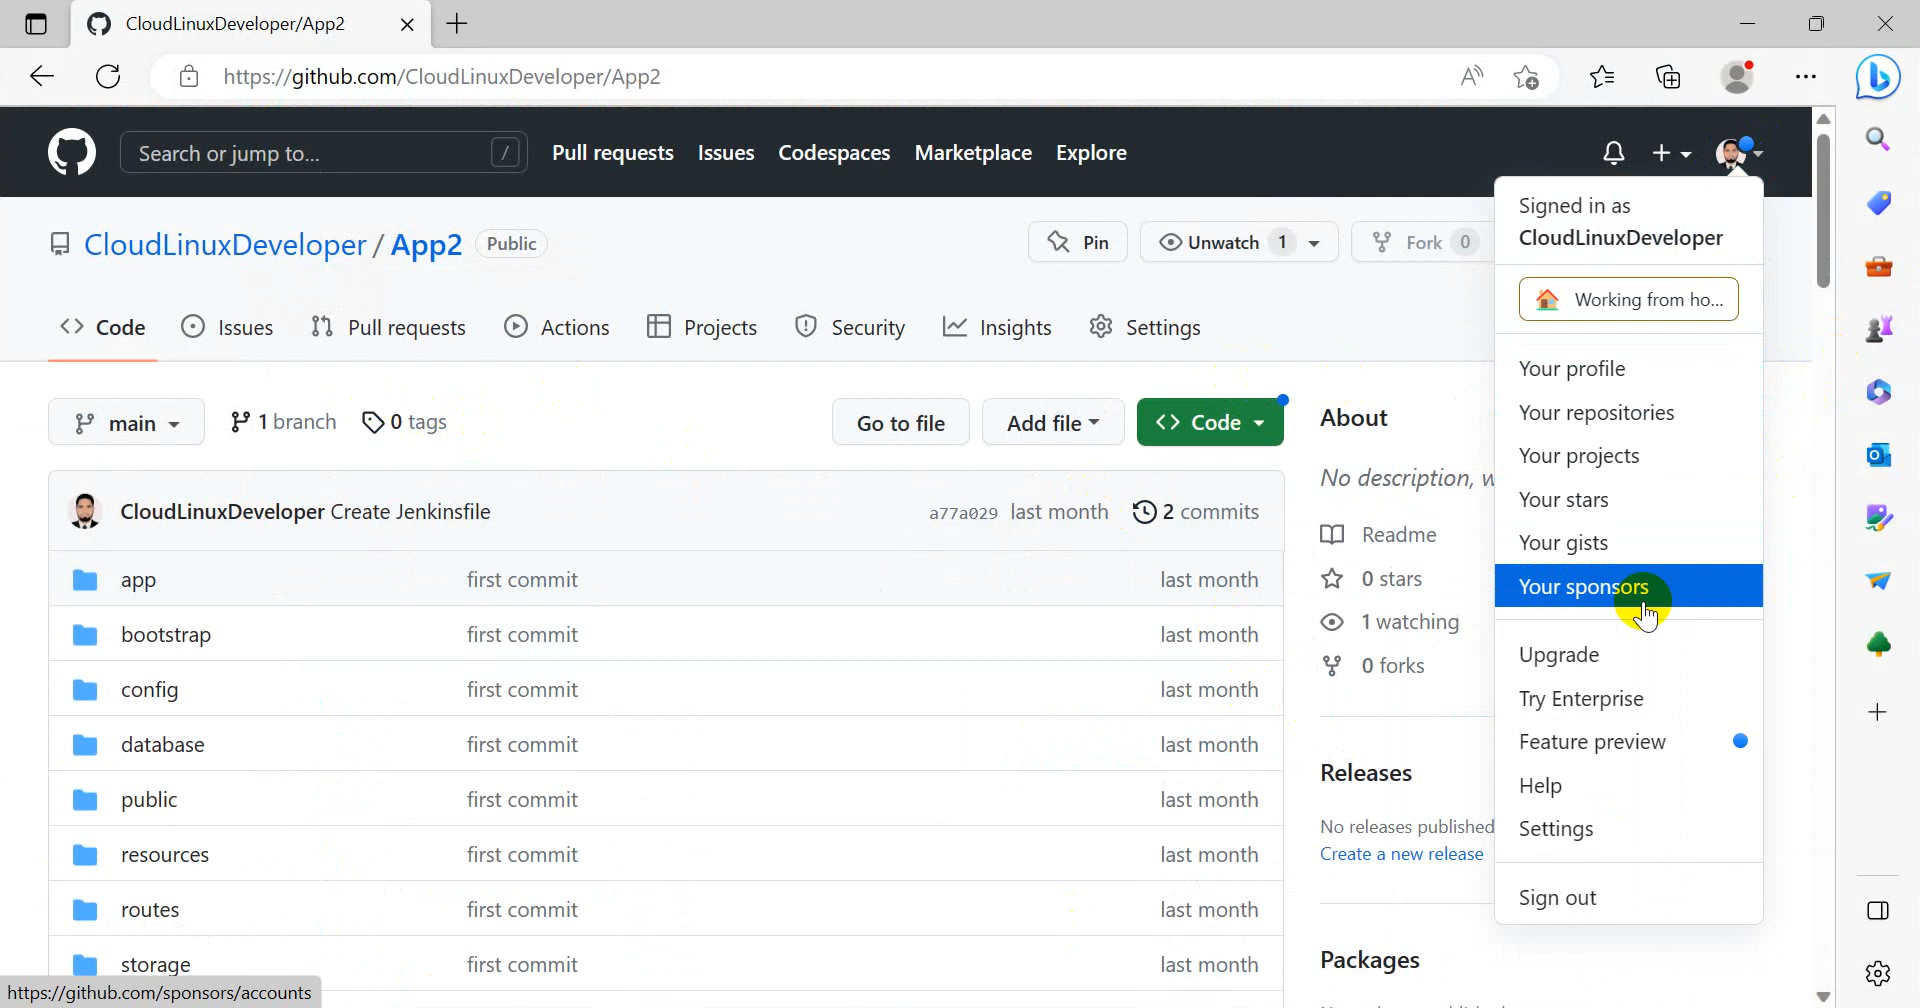 CloudLinuxDeveloper/App2
https://github.com/CloudLinuxDeveloper/App2
Search or jump to... /
Pull requests Issues Codespaces Marketplace Explore
CloudLinuxDeveloper / App2 Public
Pin Unwatch 1 Fork 0
Code Issues Pull requests Actions Projects Security Insights Settings
main 1 branch 0 tags Go to file Add file Code
CloudLinuxDeveloper Create Jenkinsfile a77a029 last month 2 commits
app first commit last month
bootstrap first commit last month
config first commit last month
database first commit last month
public first commit last month
resources first commit last month
routes first commit last month
storage first commit last month
About
No description, w
Readme
0 stars
1 watching
0 forks
Releases
No releases published
Create a new release
Packages
Signed in as
CloudLinuxDeveloper
Working from ho...
Your profile
Your repositories
Your projects
Your stars
Your gists
Your sponsors
Upgrade
Try Enterprise
Feature preview
Help
Settings
Sign out
https://github.com/sponsors/accounts